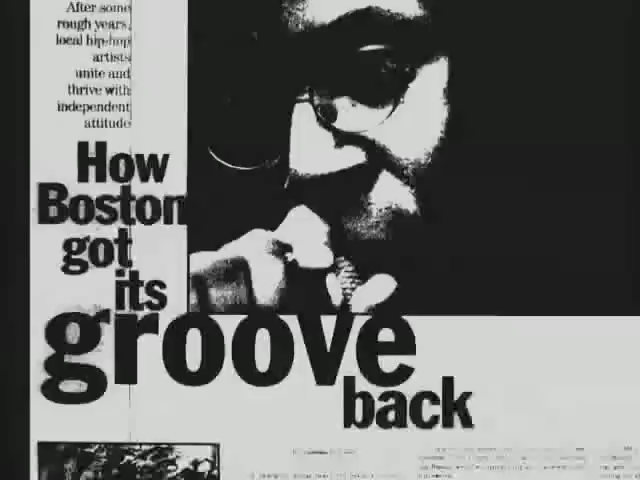 After some
rough years,
local hip-hop
artists
unite and
thrive with
independent
attitude
How
Boston
got
its
groove
back